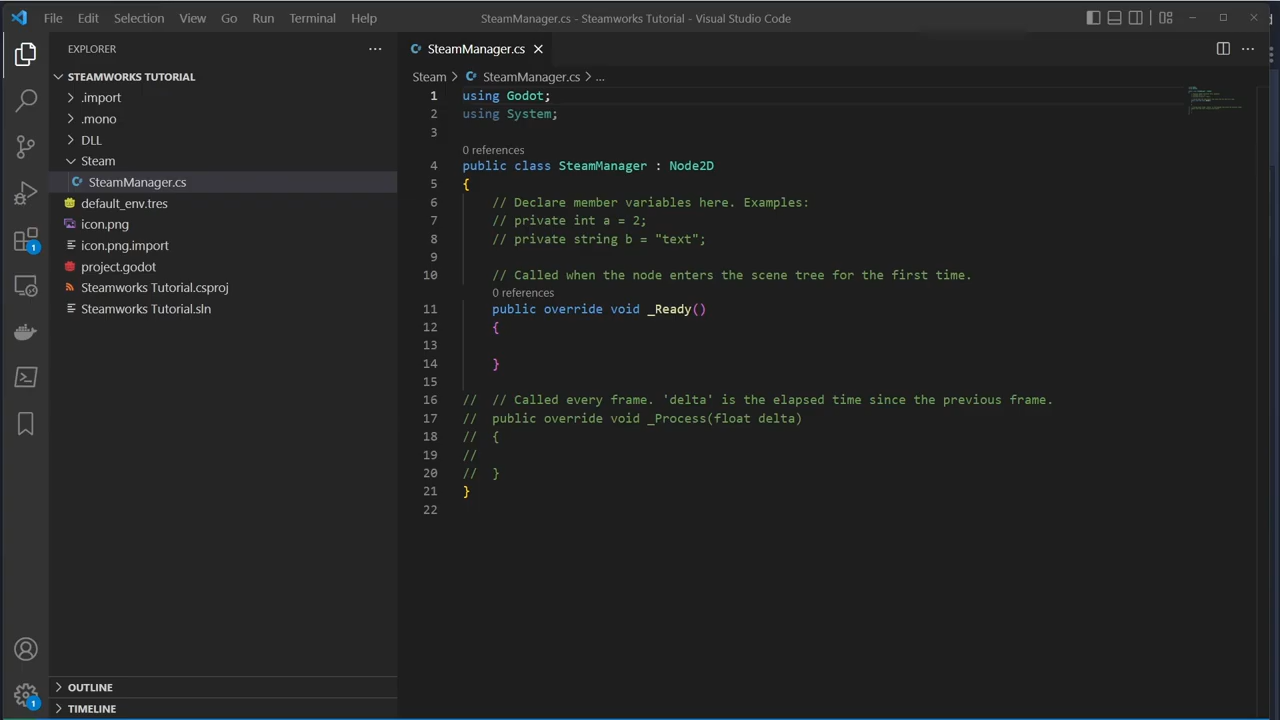 File Edit Selection View Go Run Terminal Help SteamManager.cs - Steamworks Tutorial - Visual Studio Code
EXPLORER
STEAMWORKS TUTORIAL
.import
.mono
DLL
Steam
SteamManager.cs
default_env.tres
icon.png
icon.png.import
project.godot
Steamworks Tutorial.csproj
Steamworks Tutorial.sln
OUTLINE
TIMELINE
1
1
SteamManager.cs
Steam > SteamManager.cs > ...
1 using Godot;
2 using System;
3
0 references
4 public class SteamManager : Node2D
5 {
6 // Declare member variables here. Examples:
7 // private int a = 2;
8 // private string b = "text";
9
10 // Called when the node enters the scene tree for the first time.
0 references
11 public override void _Ready()
12 {
13
14 }
15
16 // // Called every frame. 'delta' is the elapsed time since the previous frame.
17 // public override void _Process(float delta)
18 // {
19 //
20 // }
21 }
22